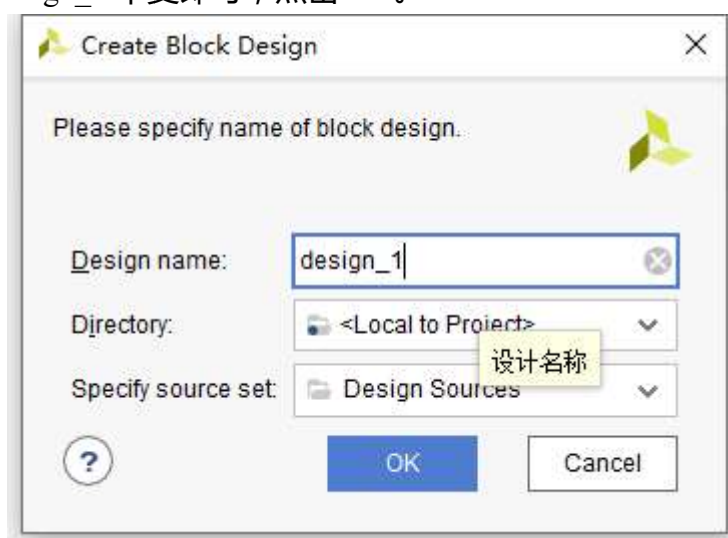 Create Block Design
Please specify name of block design.
Design name: design_1
Directory: <Local to Project>
设计名称
Specify source set: Design Sources
?
OK Cancel